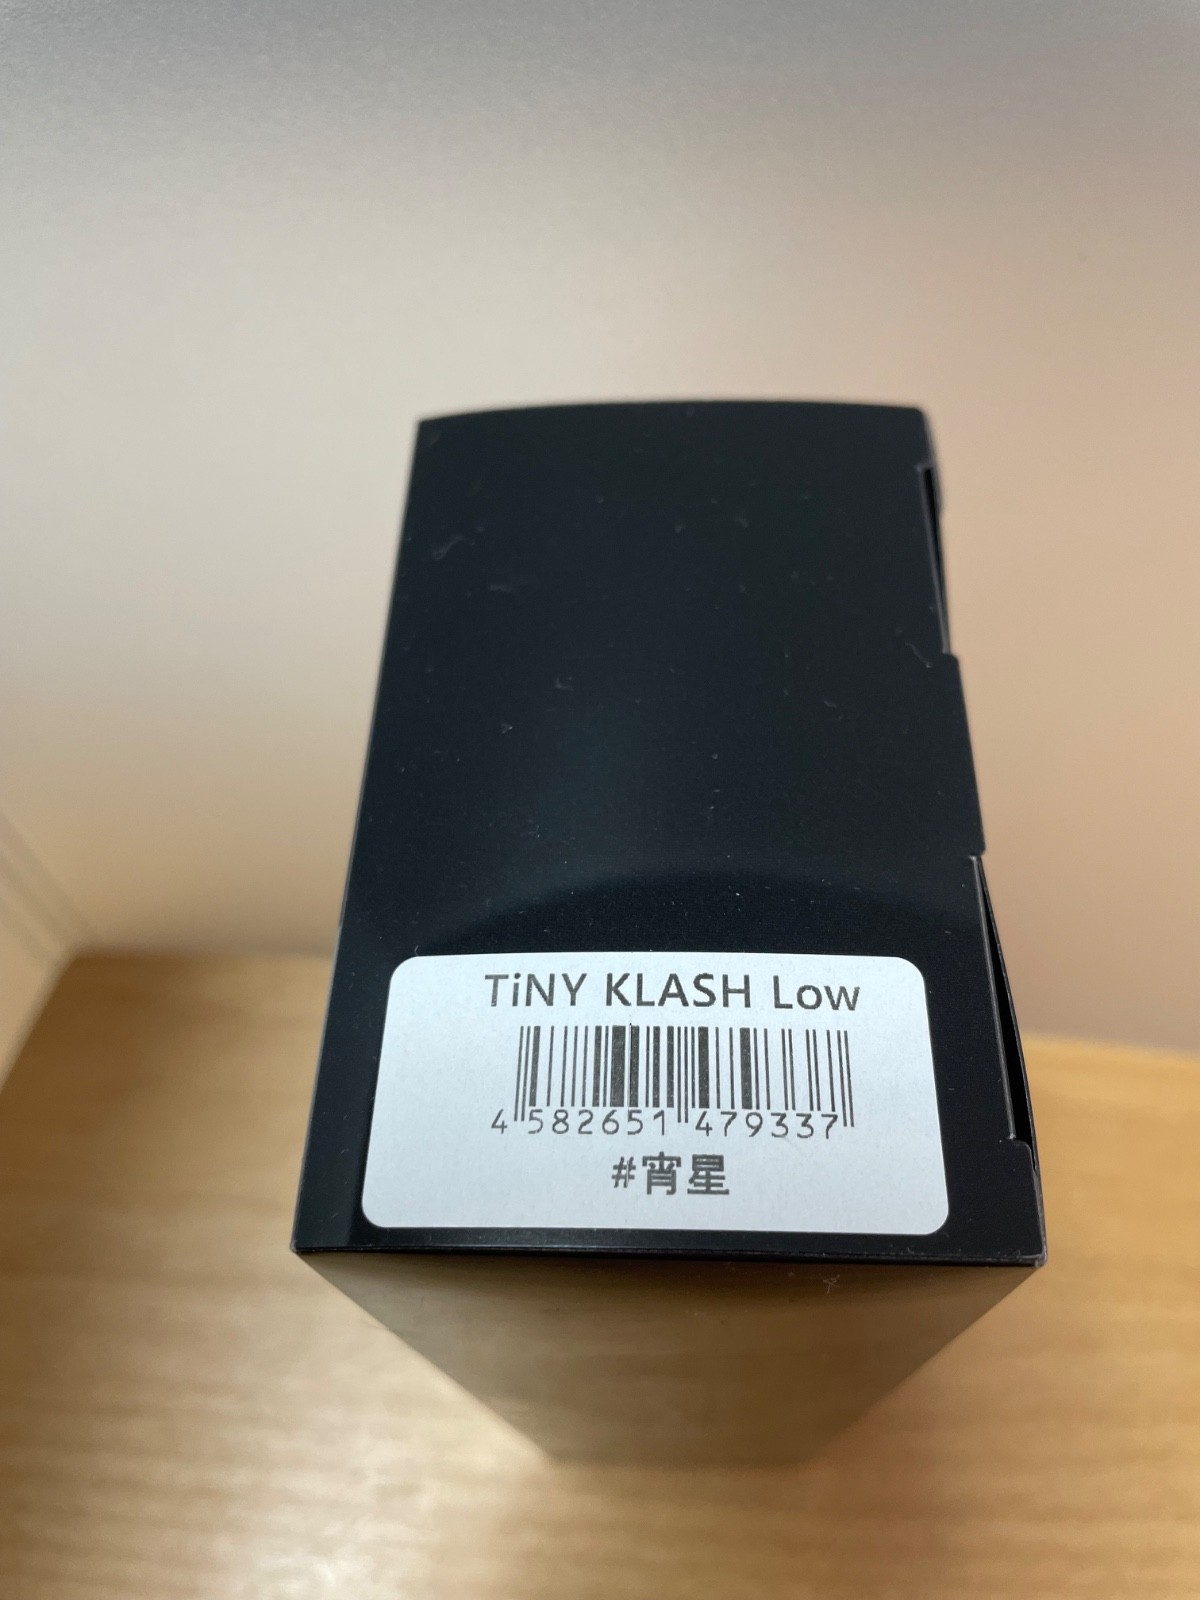 TiNY KLASH Low
4 582651 479337
#宵星